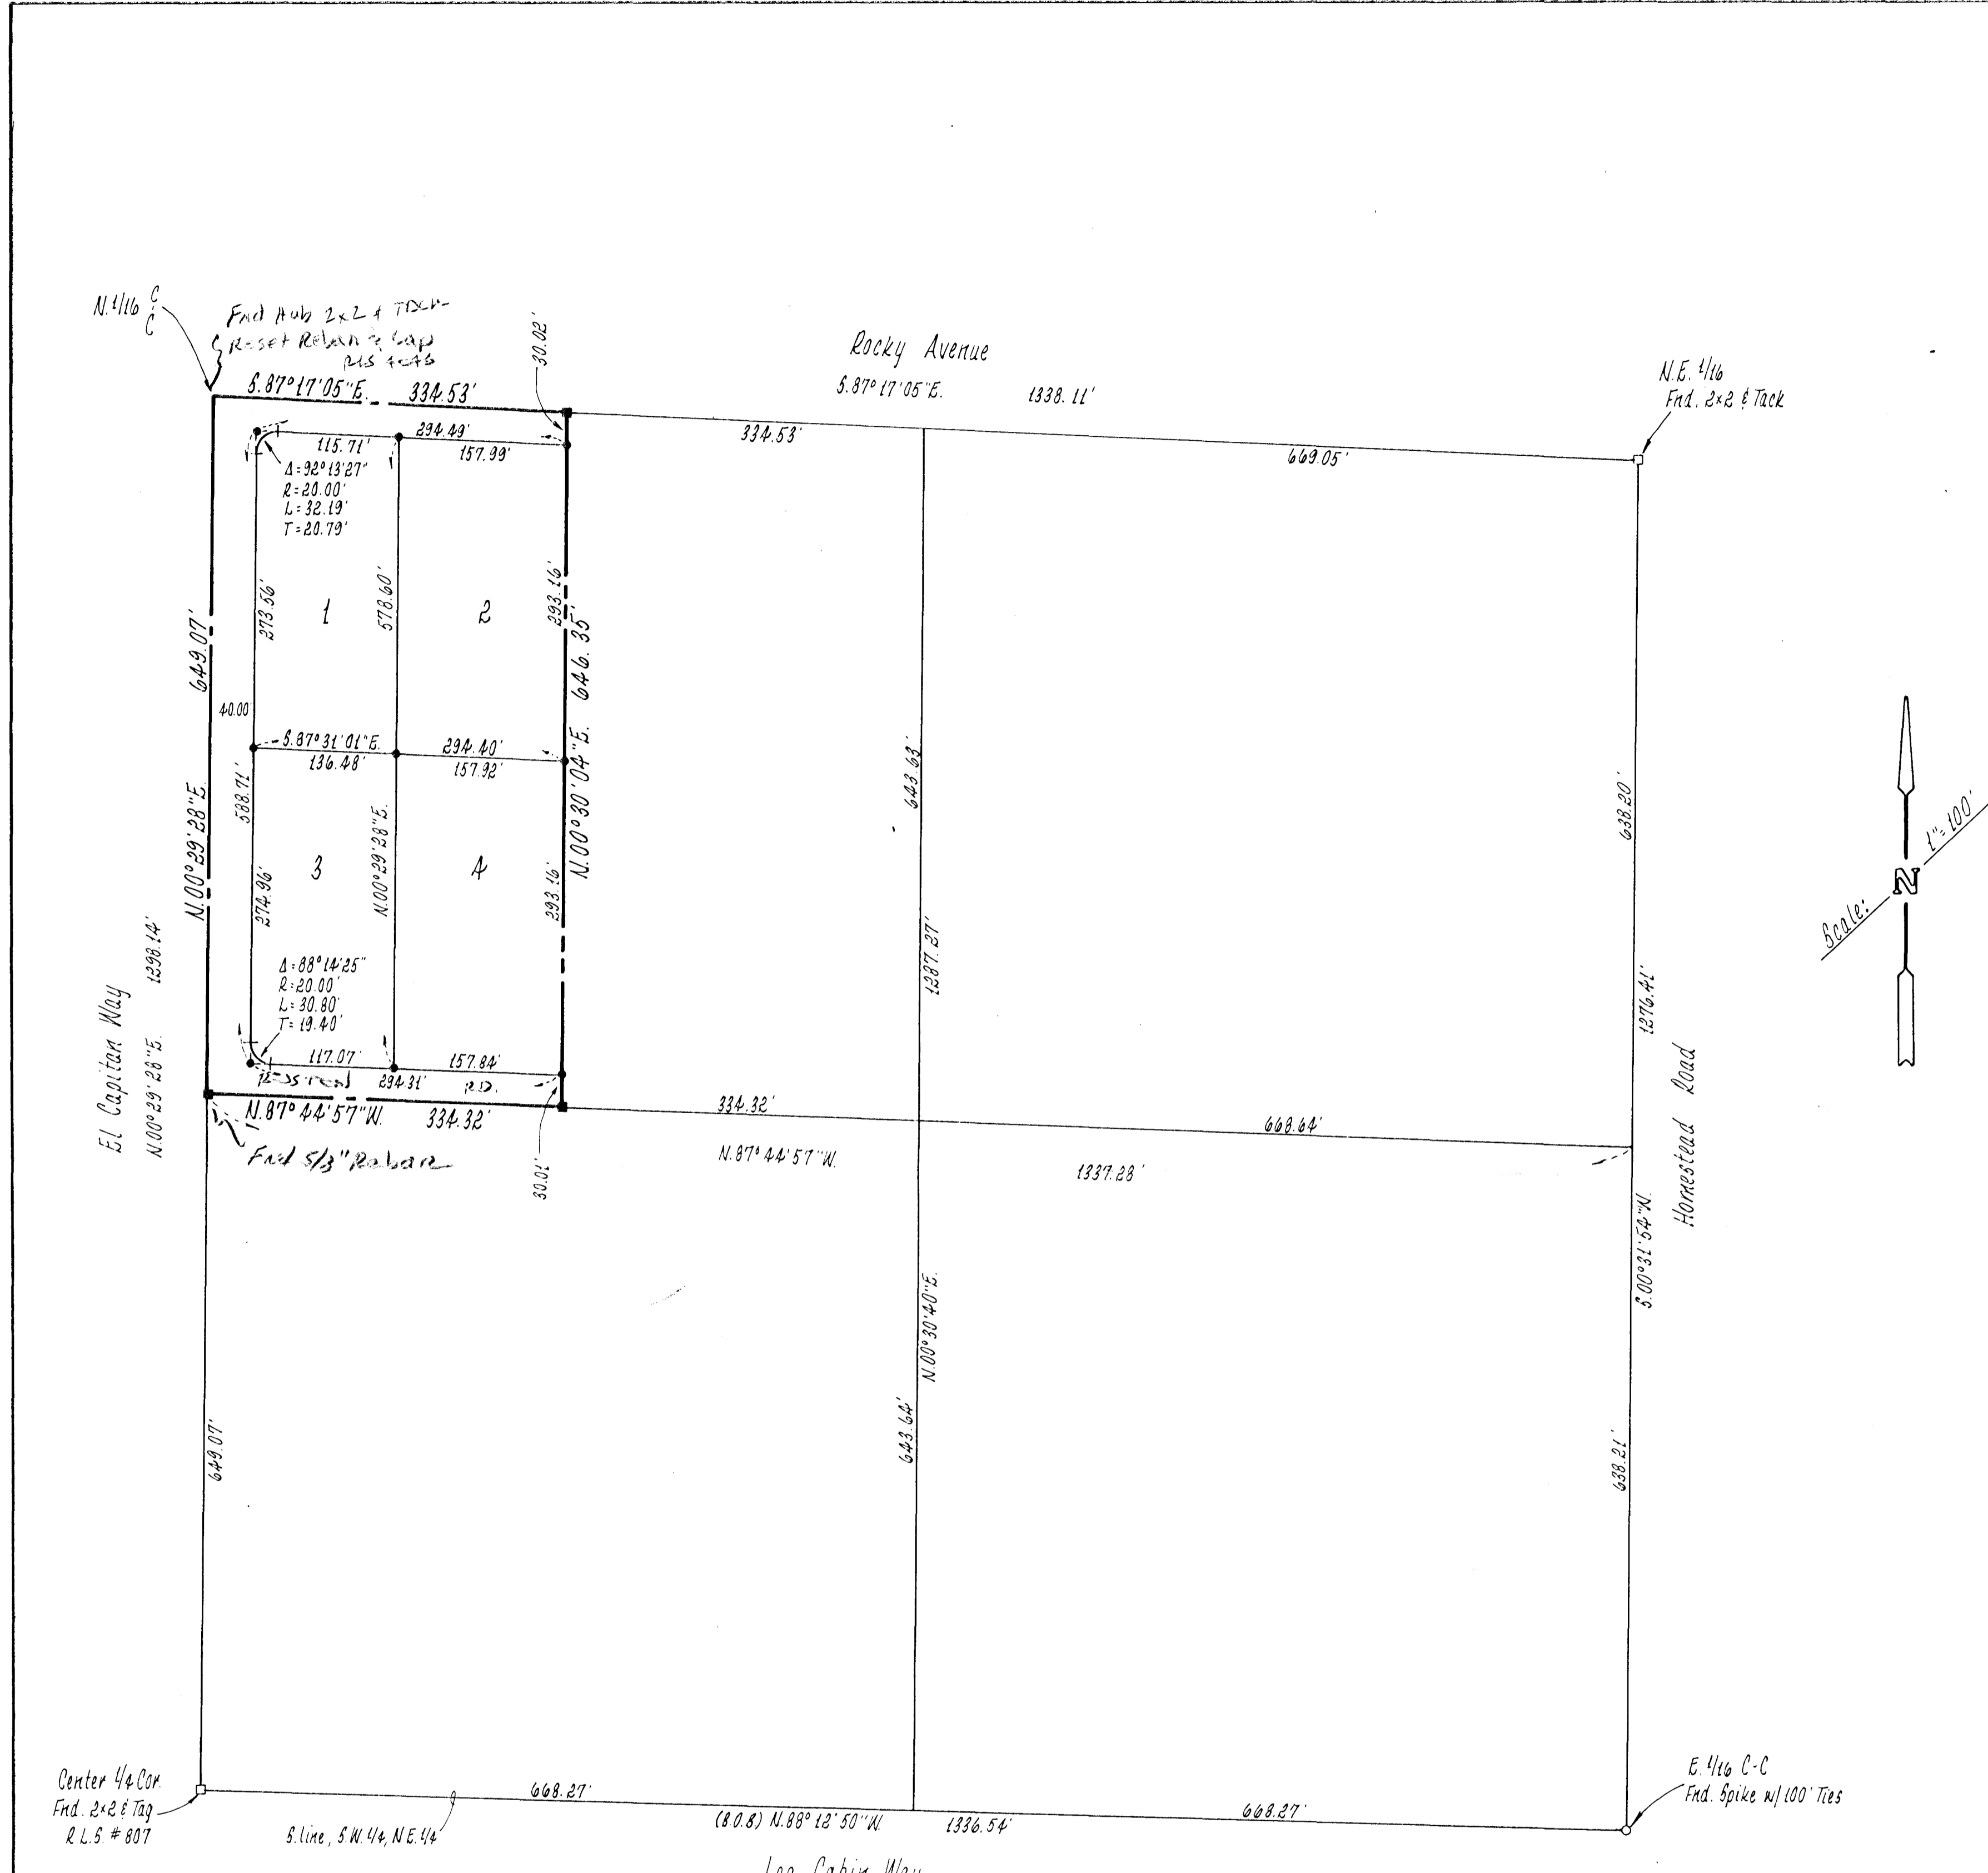 N. 1/16 C
C
Fnd Hub 2x2 & Tack-
Reset Rebar & Cap
RLS
S.87°17'05"E. 334.53'
30.02'
Rocky Avenue
S.87°17'05"E. 1338.11'
N.E. 1/16
Fnd. 2x2 & Tack
334.53'
669.05'
294.49'
115.71'
157.99'
Δ=92°13'27"
R=20.00'
L=32.19'
T=20.79'
1
2
273.56'
578.60'
293.16'
649.07'
N.00°29'28"E.
40.00'
S.87°31'01"E.
294.40'
136.48'
157.92'
N.00°30'04"E. 646.35'
588.71'
N.00°29'28"E.
3
4
274.96'
293.16'
Δ=88°14'25"
R=20.00'
L=30.80'
T=19.40'
117.07'
157.84'
294.31'
RD.
N.87°44'57"W. 334.32'
Fnd 5/8" Rebar
30.01'
El Capitan Way
N.00°29'28"E. 1298.14'
643.63'
1287.27'
638.20'
1276.41'
Homestead Road
S.00°31'54"W.
334.32'
668.64'
N.87°44'57"W.
1337.28'
Scale: 1"=100'
N
N.00°30'40"E.
643.64'
649.07'
638.21'
Center 1/4 Cor.
Fnd. 2x2 & Tag
R.L.S. # 807
S. line, S.W. 1/4, N.E. 1/4
668.27'
(B.O.B) N.88°12'50"W. 1336.54'
668.27'
E. 1/16 C-C
Fnd. Spike w/ 100' Ties
Log Cabin Way